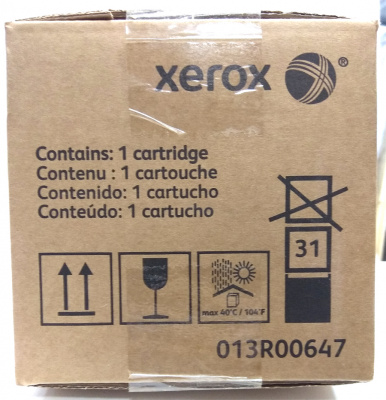 xerox ®
Contains: 1 cartridge
Contenu : 1 cartouche
Contenido: 1 cartucho
Conteúdo: 1 cartucho
31
max 40°C / 104°F
013R00647